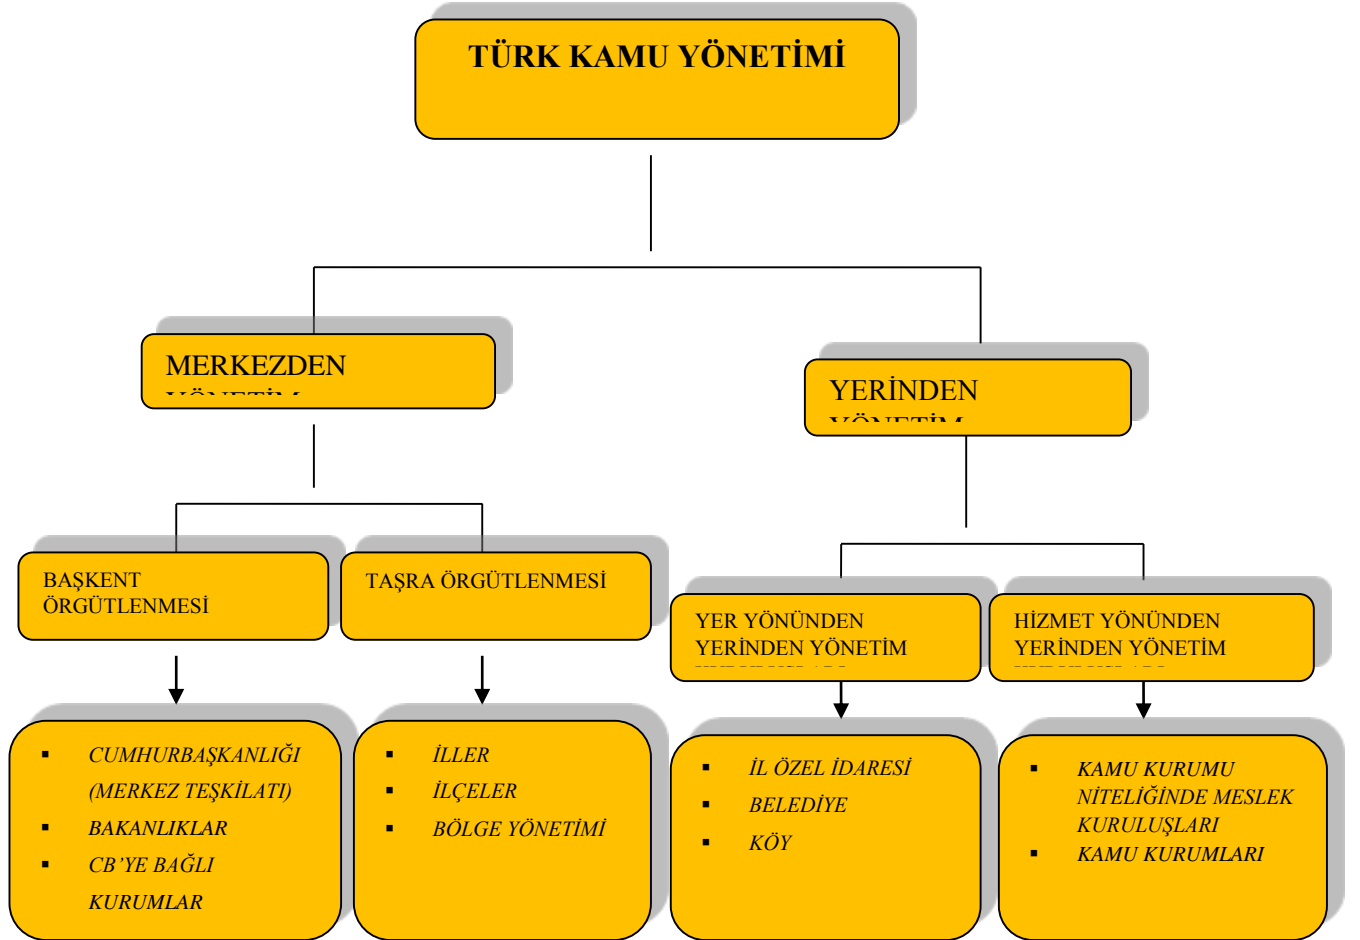 TÜRK KAMU YÖNETİMİ
MERKEZDEN
YÖNETİM
YERİNDEN
YÖNETİM
BAŞKENT
ÖRGÜTLENMESİ
TAŞRA ÖRGÜTLENMESİ
YER YÖNÜNDEN
YERİNDEN YÖNETİM
HİZMET YÖNÜNDEN
YERİNDEN YÖNETİM
CUMHURBAŞKANLIĞI
(MERKEZ TEŞKİLATI)
BAKANLIKLAR
CB’YE BAĞLI
KURUMLAR
İLLER
İLÇELER
BÖLGE YÖNETİMİ
İL ÖZEL İDARESİ
BELEDİYE
KÖY
KAMU KURUMU
NİTELİĞİNDE MESLEK
KURULUŞLARI
KAMU KURUMLARI